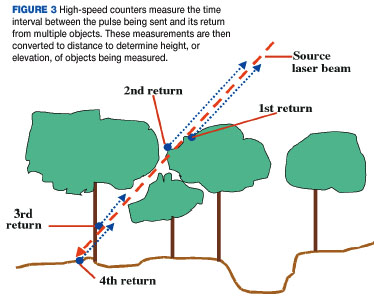 FIGURE 3 High-speed counters measure the time
interval between the pulse being sent and its return
from multiple objects. These measurements are then
converted to distance to determine height, or
elevation, of objects being measured.
Source
laser beam
2nd return
1st return
3rd
return
4th return